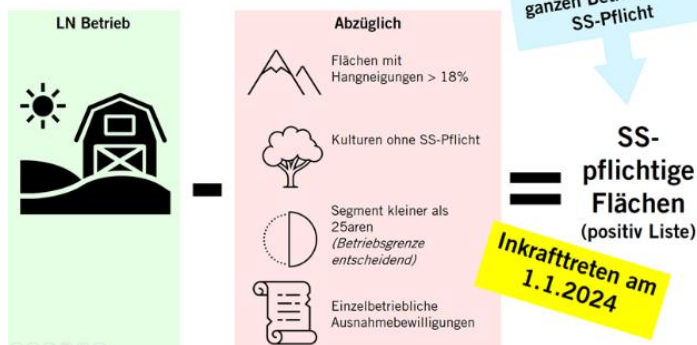 LN Betrieb
Abzüglich
Flächen mit
Hangneigungen > 18%
Kulturen ohne SS-Pflicht
Segment kleiner als
25aren
(Betriebsgrenze
entscheidend)
Einzelbetriebliche
Ausnahmebewilligungen
ganzen
SS-Pflicht
SS-
pflichtige
Flächen
(positiv Liste)
Inkrafttreten am
1.1.2024